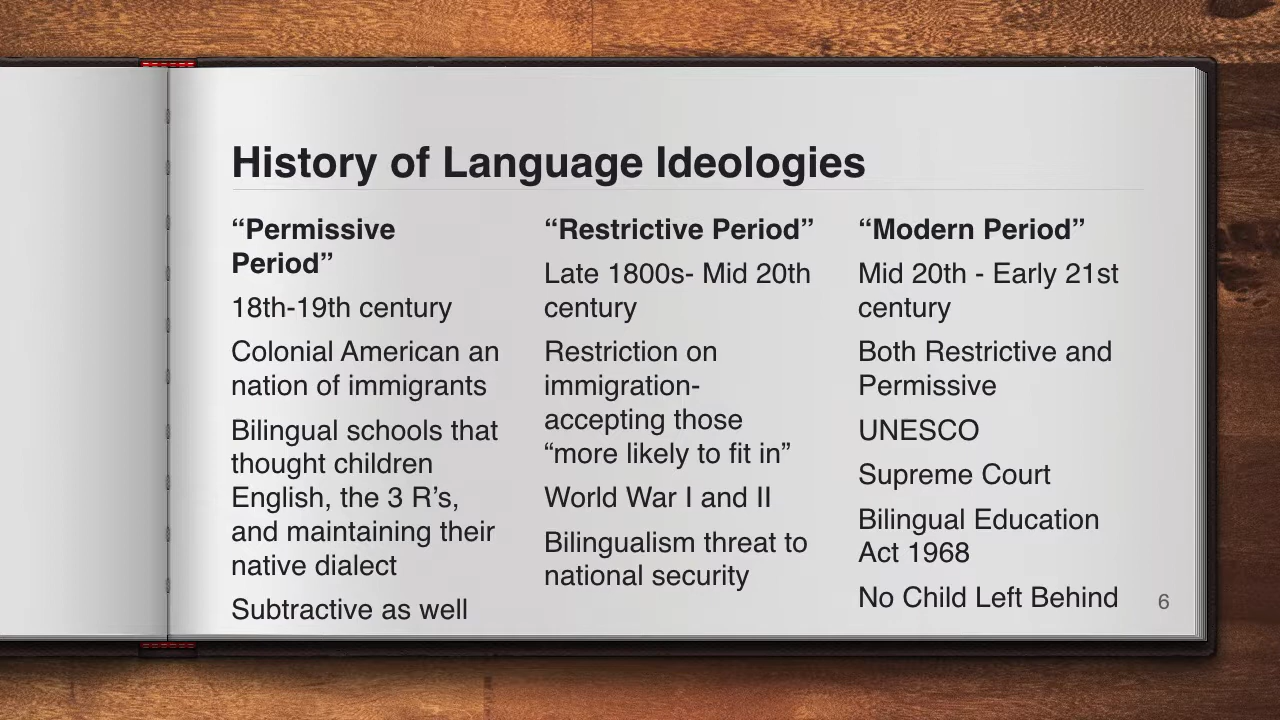 History of Language Ideologies
“Permissive
Period”
18th-19th century
Colonial American an
nation of immigrants
Bilingual schools that
thought children
English, the 3 R’s,
and maintaining their
native dialect
Subtractive as well
“Restrictive Period”
Late 1800s- Mid 20th
century
Restriction on
immigration-
accepting those
“more likely to fit in”
World War I and II
Bilingualism threat to
national security
“Modern Period”
Mid 20th - Early 21st
century
Both Restrictive and
Permissive
UNESCO
Supreme Court
Bilingual Education
Act 1968
No Child Left Behind
6